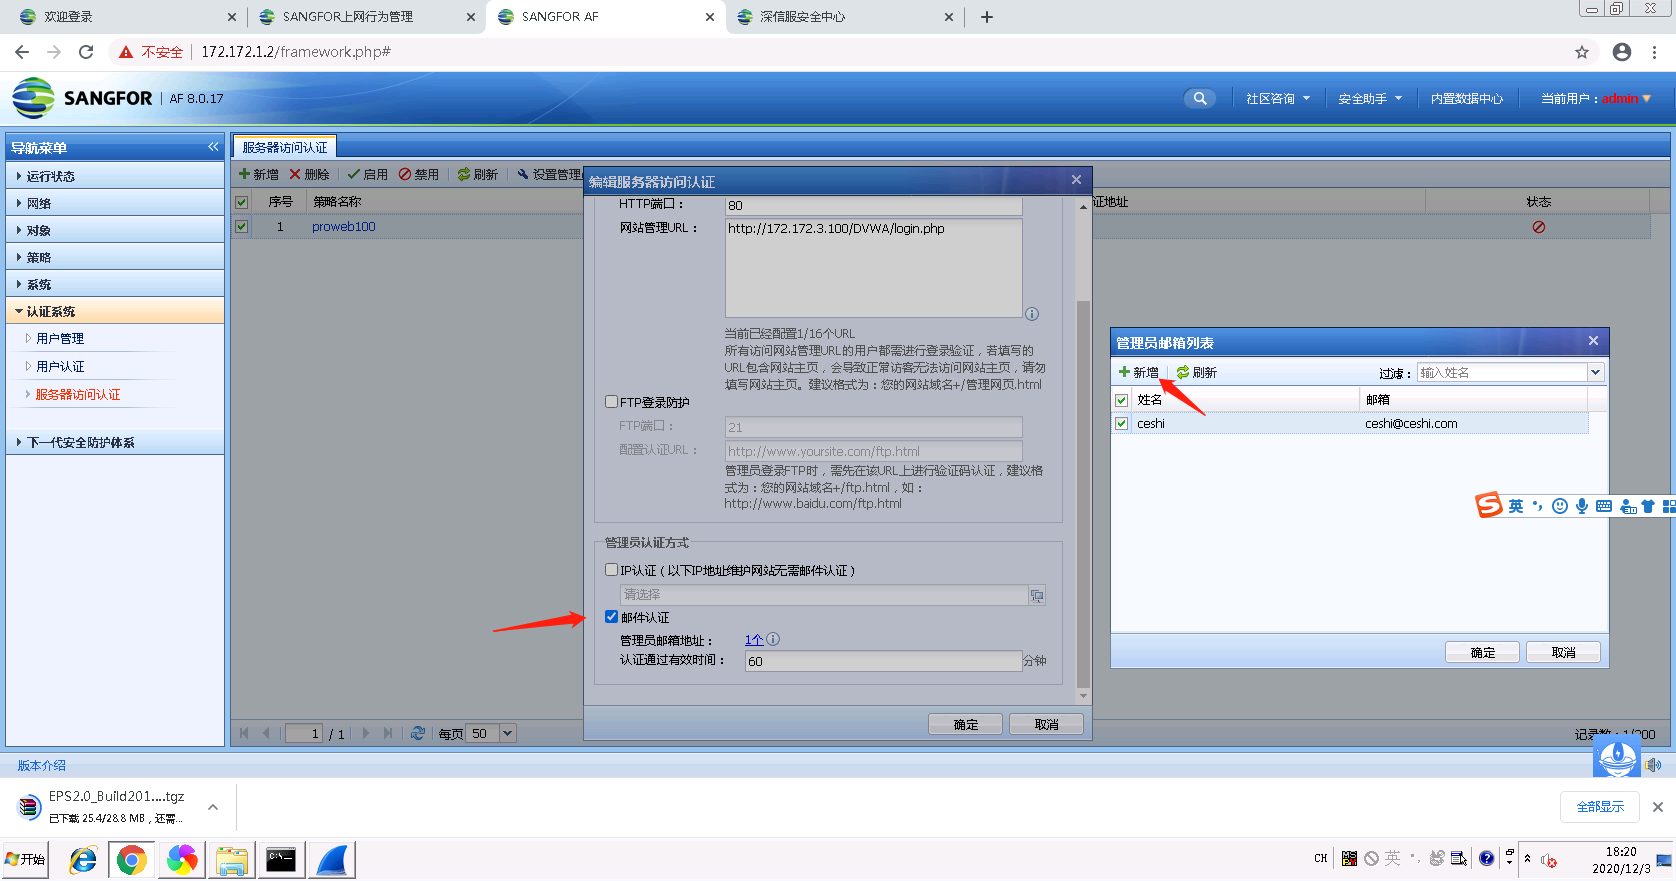 欢迎登录
SANGFOR上网行为管理
SANGFOR AF
深信服安全中心
不安全
172.172.1.2/framework.php#
SANGFOR
AF 8.0.17
社区咨询
安全助手
内置数据中心
当前用户：admin
导航菜单
运行状态
网络
对象
策略
系统
认证系统
用户管理
用户认证
服务器访问认证
下一代安全防护体系
服务器访问认证
新增 删除 启用 禁用 刷新 设置管理
序号 策略名称 证地址 状态
1 proweb100
编辑服务器访问认证
HTTP端口： 80
网站管理URL： http://172.172.3.100/DVWA/login.php
当前已经配置1/16个URL
所有访问网站管理URL的用户都需进行登录验证，若填写的
URL包含网站主页，会导致正常访客无法访问网站主页，请勿
填写网站主页。建议格式为：您的网站域名+/管理网页.html
FTP登录防护
FTP端口： 21
配置认证URL： http://www.yoursite.com/ftp.html
管理员登录FTP时，需先在该URL上进行验证码认证，建议格
式为：您的网站域名+/ftp.html，如：
http://www.baidu.com/ftp.html
管理员认证方式
IP认证（以下IP地址维护网站无需邮件认证）
请选择
邮件认证
管理员邮箱地址： 1个
认证通过有效时间： 60 分钟
确定 取消
管理员邮箱列表
新增 刷新 过滤： 输入姓名
姓名 邮箱
ceshi ceshi@ceshi.com
确定 取消
英
1 / 1 每页 50
记录数：1/300
版本介绍
EPS2.0_Build201....tgz
已下载 25.4/28.8 MB，还需...
全部显示
开始
CH
英
18:20
2020/12/3